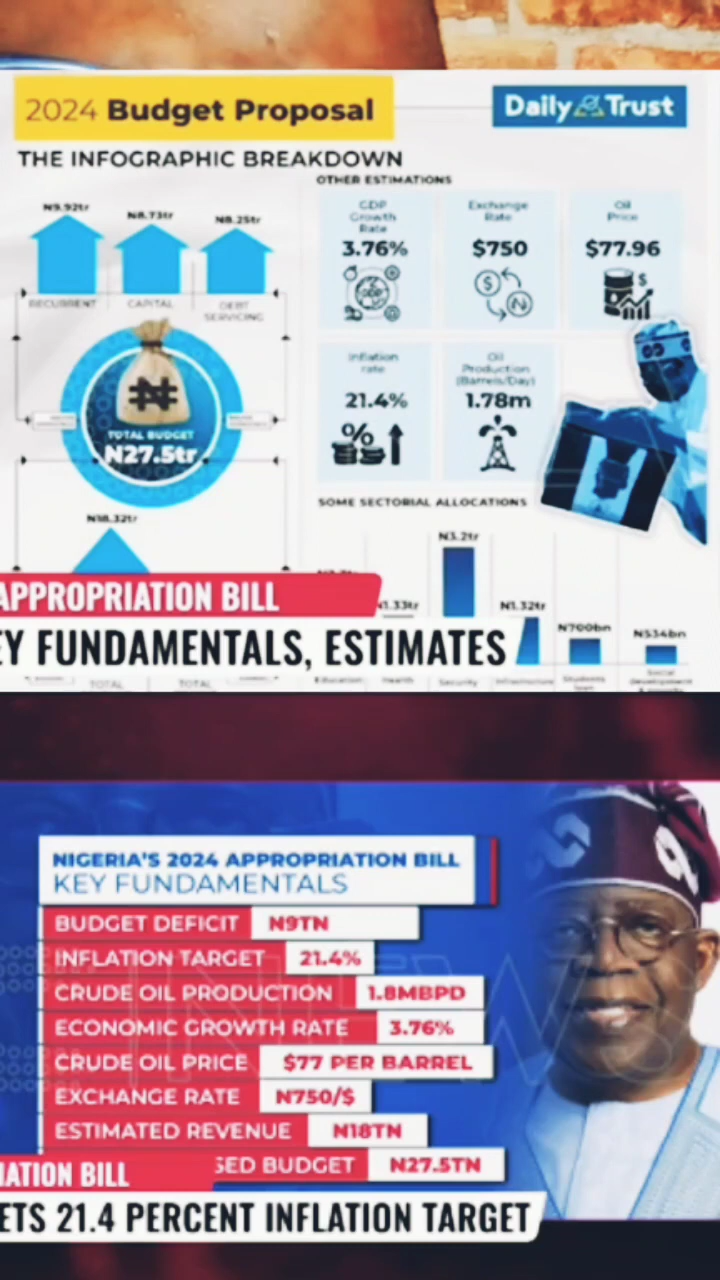 2024 Budget Proposal
Daily Trust
THE INFOGRAPHIC BREAKDOWN
OTHER ESTIMATIONS
N9.92tr
N8.73tr
N8.25tr
RECURRENT
CAPITAL
DEBT
SERVICING
GDP
Growth
Rate
3.76%
Exchange
Rate
$750
Oil
Price
$77.96
Inflation
rate
21.4%
Oil
Production
(Barrels/Day)
1.78m
TOTAL BUDGET
N27.5tr
N18.32tr
SOME SECTORIAL ALLOCATIONS
N1.33tr
N3.2tr
N1.32tr
N700bn
N534bn
Education
Health
Security
Infrastructure
TOTAL
TOTAL
APPROPRIATION BILL
EY FUNDAMENTALS, ESTIMATES
NIGERIA'S 2024 APPROPRIATION BILL
KEY FUNDAMENTALS
BUDGET DEFICIT N9TN
INFLATION TARGET 21.4%
CRUDE OIL PRODUCTION 1.8MBPD
ECONOMIC GROWTH RATE 3.76%
CRUDE OIL PRICE $77 PER BARREL
EXCHANGE RATE N750/$
ESTIMATED REVENUE N18TN
SED BUDGET N27.5TN
IATION BILL
ETS 21.4 PERCENT INFLATION TARGET
NEWS